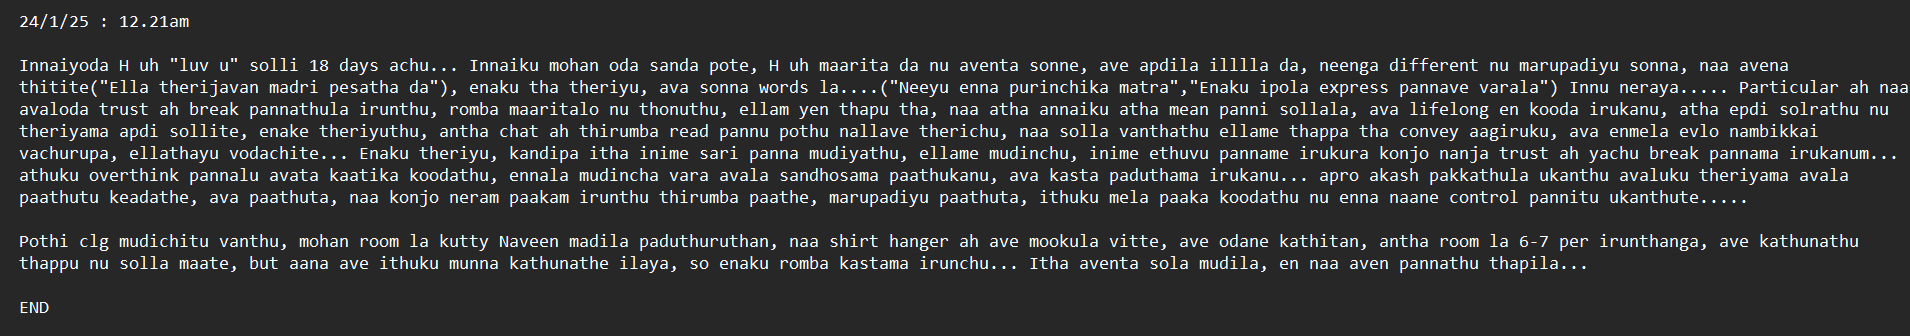 24/1/25 : 12.21am
Innaiyoda H uh "luv u" solli 18 days achu... Innaiku mohan oda sanda pote, H uh maarita da nu aventa sonne, ave apdila illlla da, neenga different nu marupadiyu sonna, naa avena
thitite("Ella therijavan madri pesatha da"), enaku tha theriyu, ava sonna words la....("Neeyu enna purinchika matra","Enaku ipola express pannave varala") Innu neraya..... Particular ah naa
avaloda trust ah break pannathula irunthu, romba maaritalo nu thonuthu, ellam yen thapu tha, naa atha annaiku atha mean panni sollala, ava lifelong en kooda irukanu, atha epdi solrathu nu
theriyama apdi sollite, enake theriyuthu, antha chat ah thirumba read pannu pothu nallave therichu, naa solla vanthathu ellame thappa tha convey aagiruku, ava enmela evlo nambikkai
vachurupa, ellathayu vodachite... Enaku theriyu, kandipa itha inime sari panna mudiyathu, ellame mudinchu, inime ethuvu panname irukura konjo nanja trust ah yachu break pannama irukanum...
athuku overthink pannalu avata kaatika koodathu, ennala mudincha vara avala sandhosama paathukanu, ava kasta paduthama irukanu... apro akash pakkathula ukanthu avaluku theriyama avala
paathutu keadathe, ava paathuta, naa konjo neram paakam irunthu thirumba paathe, marupadiyu paathuta, ithuku mela paaka koodathu nu enna naane control pannitu ukanthute.....
Pothi clg mudichitu vanthu, mohan room la kutty Naveen madila paduthuruthan, naa shirt hanger ah ave mookula vitte, ave odane kathitan, antha room la 6-7 per irunthanga, ave kathunathu
thappu nu solla maate, but aana ave ithuku munna kathunathe ilaya, so enaku romba kastama irunchu... Itha aventa sola mudila, en naa aven pannathu thapila...
END